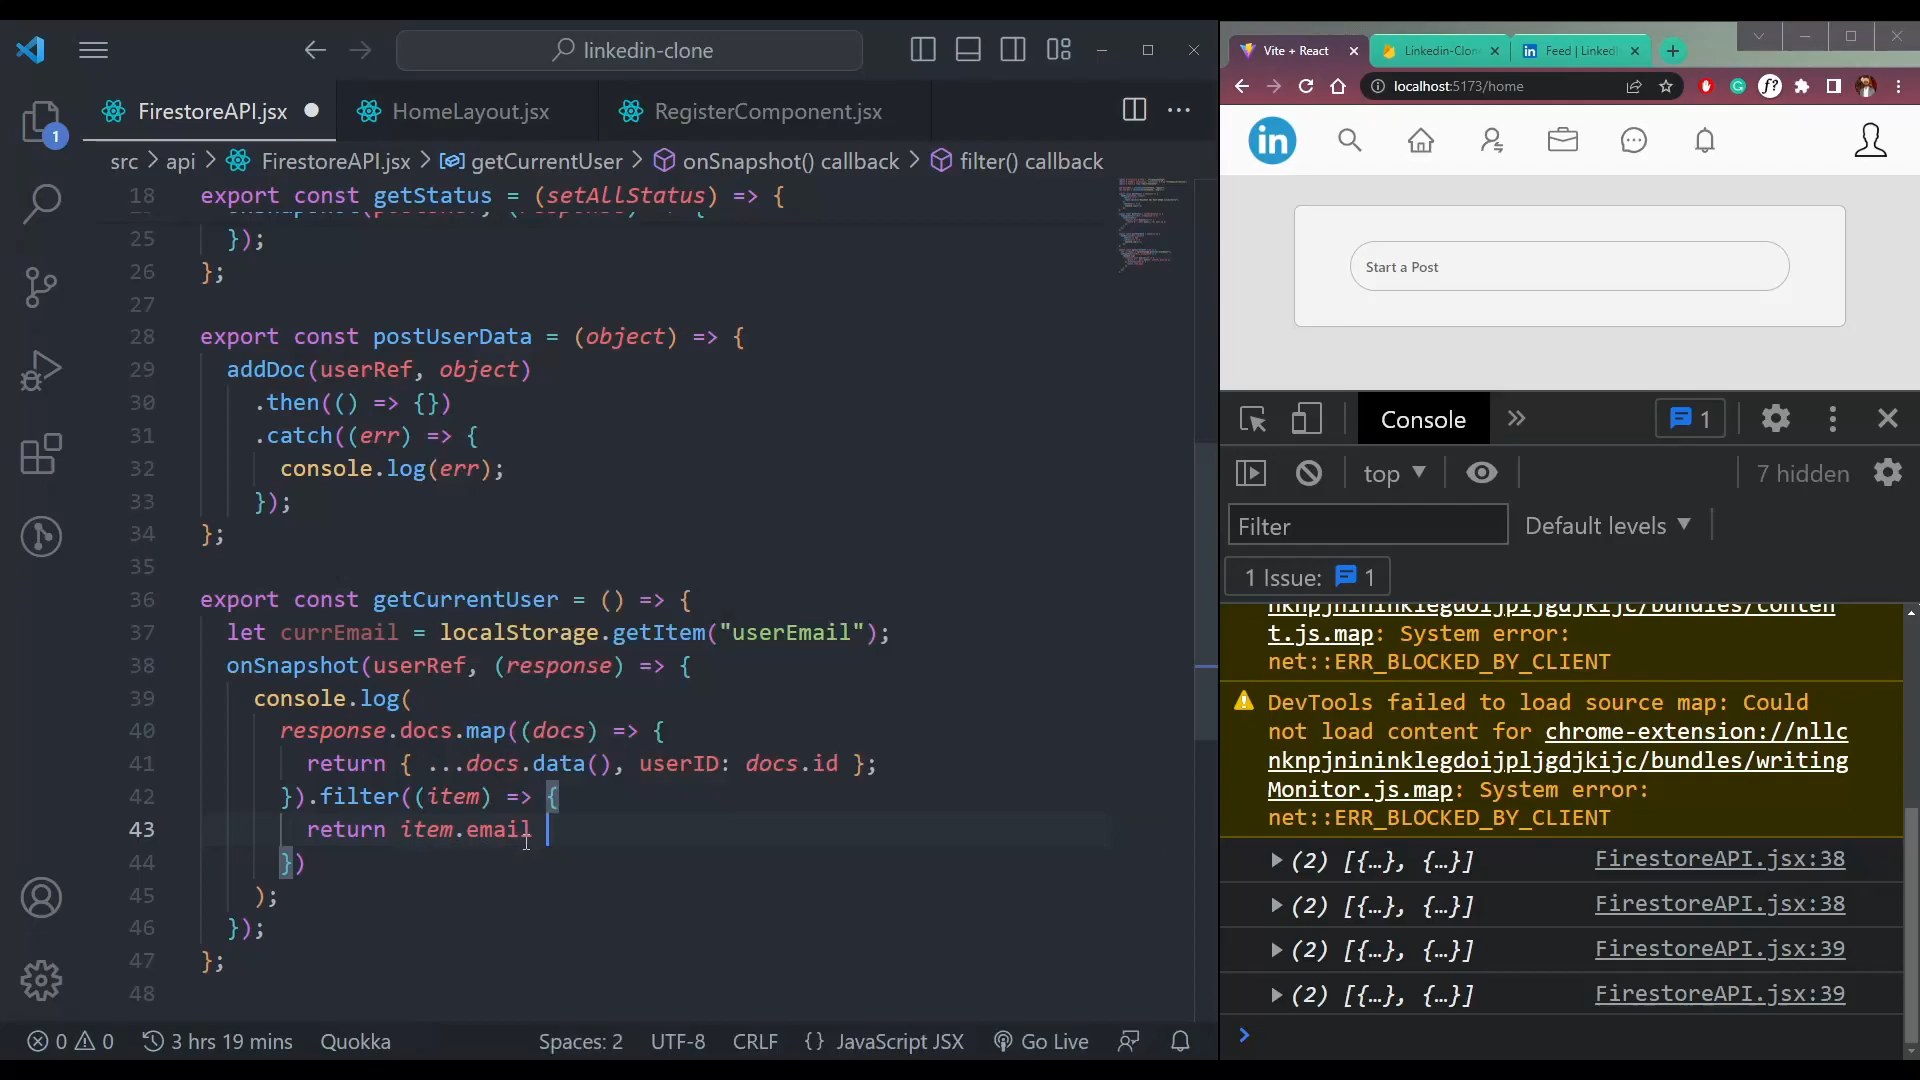 linkedin-clone
FirestoreAPI.jsx
HomeLayout.jsx
RegisterComponent.jsx
1
src > api > FirestoreAPI.jsx > getCurrentUser > onSnapshot() callback > filter() callback
18 export const getStatus = (setAllStatus) => {
25 });
26 };
27
28 export const postUserData = (object) => {
29 addDoc(userRef, object)
30 .then(() => {})
31 .catch((err) => {
32 console.log(err);
33 });
34 };
35
36 export const getCurrentUser = () => {
37 let currEmail = localStorage.getItem("userEmail");
38 onSnapshot(userRef, (response) => {
39 console.log(
40 response.docs.map((docs) => {
41 return { ...docs.data(), userID: docs.id };
42 }).filter((item) => {
43 return item.email
44 })
45 );
46 });
47 };
48
0 0 3 hrs 19 mins Quokka Spaces: 2 UTF-8 CRLF {} JavaScript JSX Go Live
Vite + React
Linkedin-Clon
Feed | Linked
localhost:5173/home
in
Start a Post
Console
1
top
7 hidden
Filter
Default levels
1 Issue: 1
nknpjnininklegdoijpljgdjkijc/bundles/conten
t.js.map: System error:
net::ERR_BLOCKED_BY_CLIENT
DevTools failed to load source map: Could
not load content for chrome-extension://nllc
nknpjnininklegdoijpljgdjkijc/bundles/writing
Monitor.js.map: System error:
net::ERR_BLOCKED_BY_CLIENT
(2) [{…}, {…}] FirestoreAPI.jsx:38
(2) [{…}, {…}] FirestoreAPI.jsx:38
(2) [{…}, {…}] FirestoreAPI.jsx:39
(2) [{…}, {…}] FirestoreAPI.jsx:39